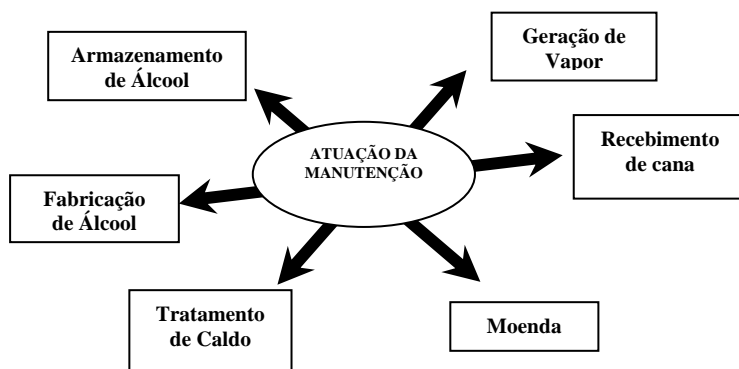 Armazenamento
de Álcool
Geração de
Vapor
ATUAÇÃO DA
MANUTENÇÃO
Recebimento
de cana
Fabricação
de Álcool
Tratamento
de Caldo
Moenda